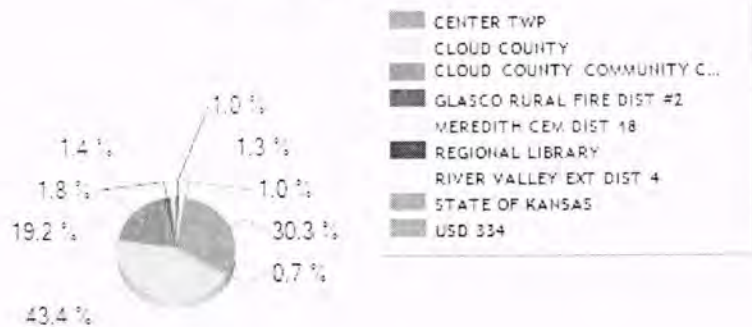 1.0 %
1.4 %
1.3 %
1.8 %
1.0 %
19.2 %
30.3 %
0.7 %
43.4 %
CENTER TWP
CLOUD COUNTY
CLOUD COUNTY COMMUNITY C...
GLASCO RURAL FIRE DIST #2
MEREDITH CEM DIST 48
REGIONAL LIBRARY
RIVER VALLEY EXT DIST 4
STATE OF KANSAS
USD 334